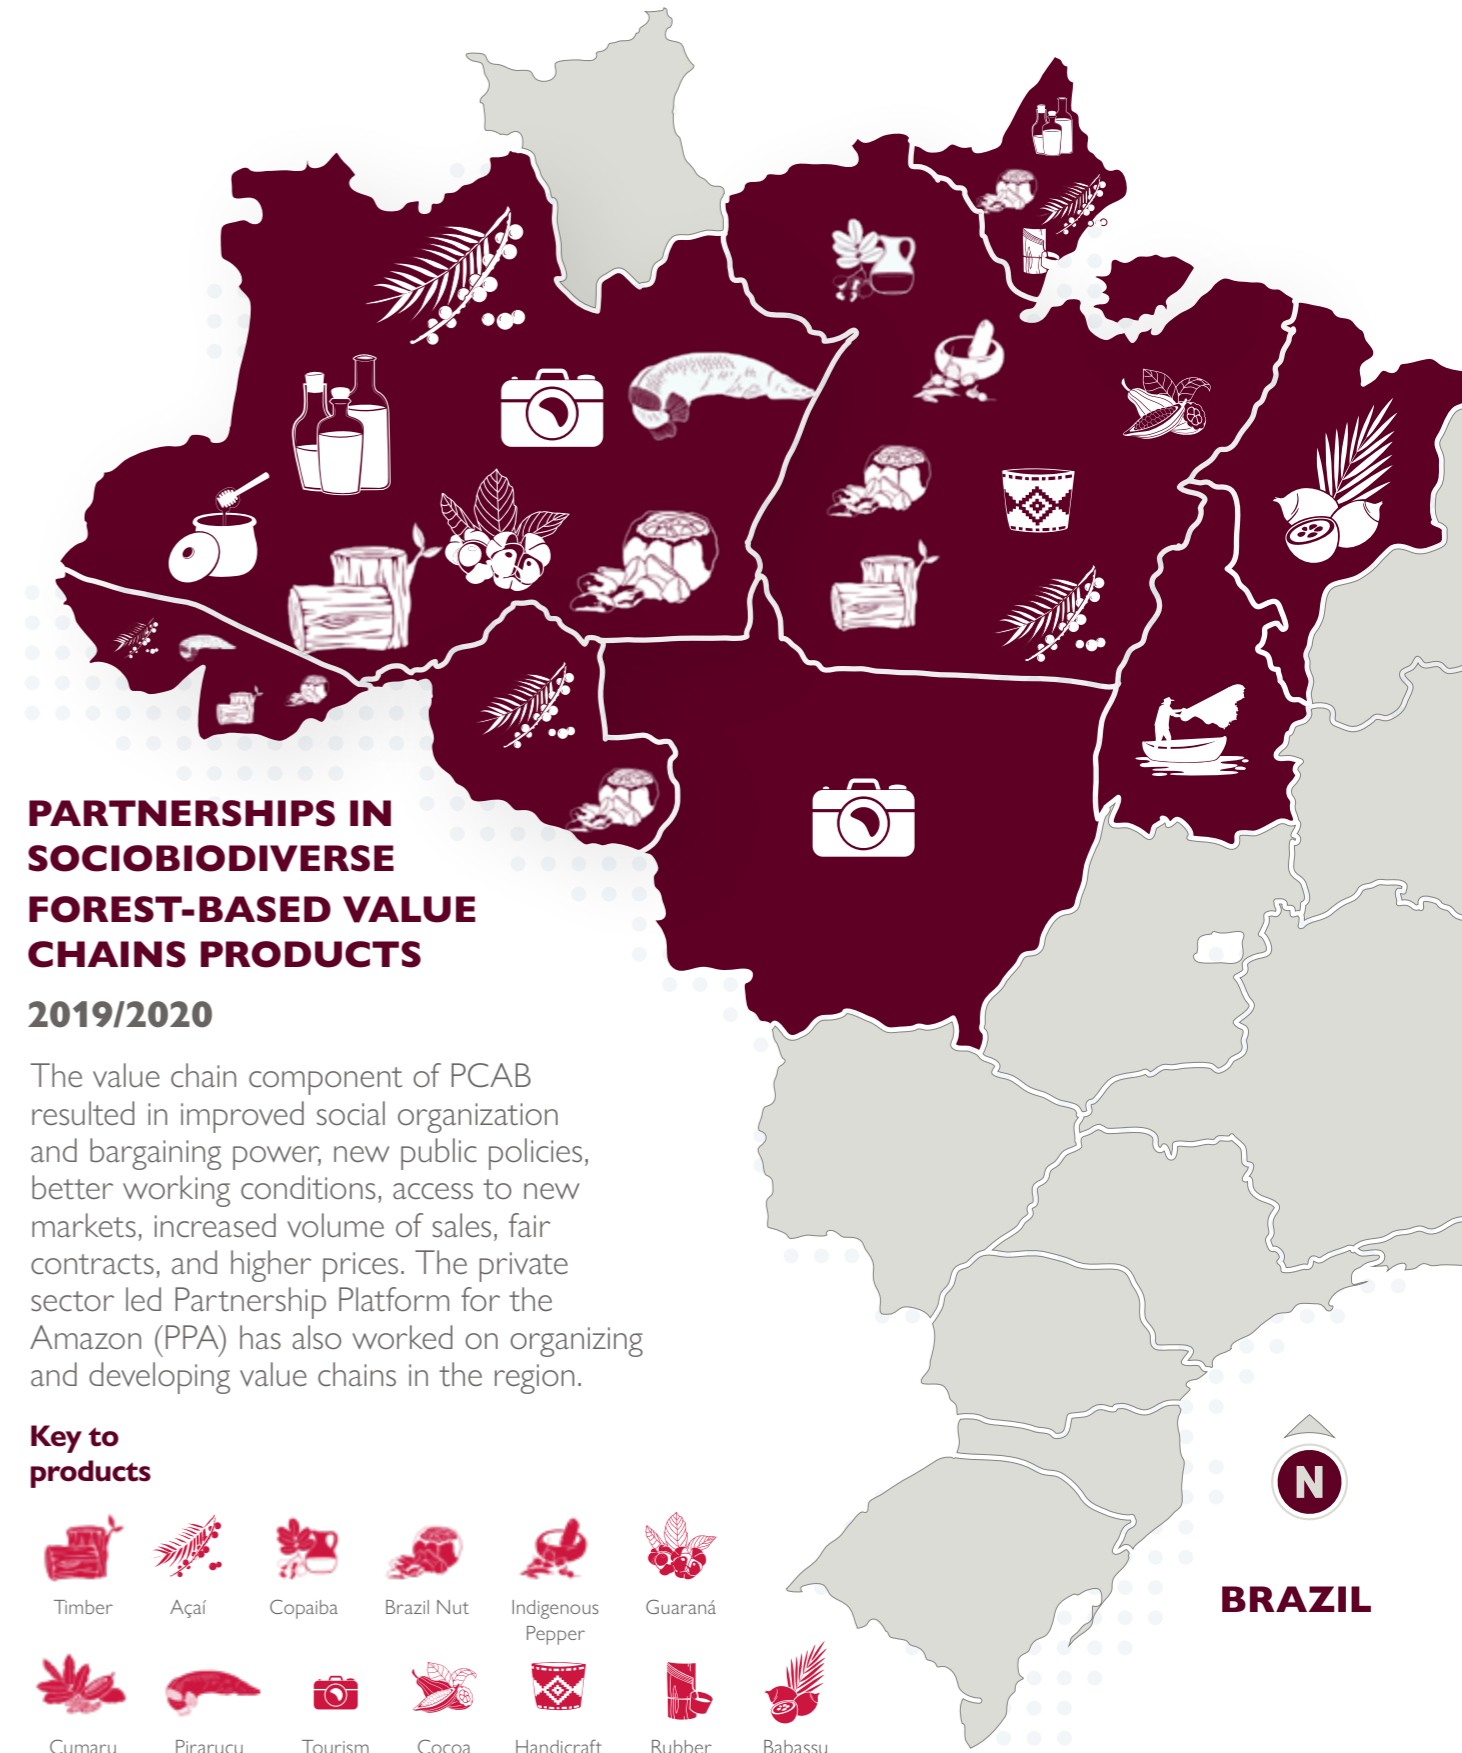 PARTNERSHIPS IN
SOCIOBIODIVERSE
FOREST-BASED VALUE
CHAINS PRODUCTS
2019/2020
The value chain component of PCAB
resulted in improved social organization
and bargaining power, new public policies,
better working conditions, access to new
markets, increased volume of sales, fair
contracts, and higher prices. The private
sector led Partnership Platform for the
Amazon (PPA) has also worked on organizing
and developing value chains in the region.
Key to
products
Timber
Açaí
Copaiba
Brazil Nut
Indigenous
Pepper
Guaraná
Cumaru
Pirarucu
Tourism
Cocoa
Handicraft
Rubber
Babassu
N
BRAZIL